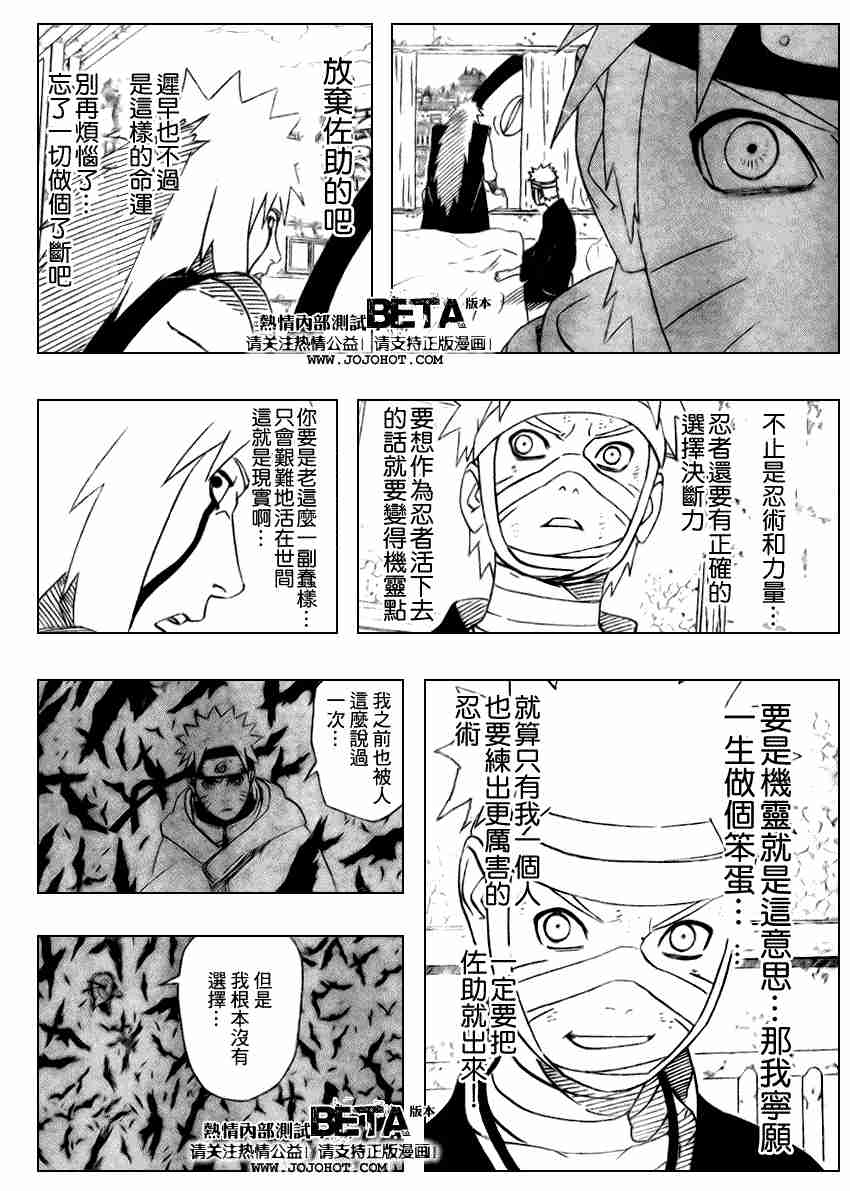 放棄佐助的吧
遲早也不過
是這樣的命運
別再煩惱了…
忘了一切做個了斷吧
熱情內部測試BETA版本
请关注热情公益!请支持正版漫画
WWW.JOJOHOT.COM
不止是忍術和力量…
忍者還要有正確的
選擇決斷力
要想作為忍者活下去
的話就要變得機靈點
你要是老這麼一副蠢樣…
只會艱難地活在世間
這就是現實啊…
要是機靈就是這意思…那我寧願
一生做個笨蛋……
就算只有我一個人
也要練出更厲害的
忍術
一定要把
佐助就出來!
我之前也被人
這麼說過
一次…
但是
我根本沒有
選擇…
熱情內部測試BETA版本
请关注热情公益!请支持正版漫画
WWW.JOJOHOT.COM